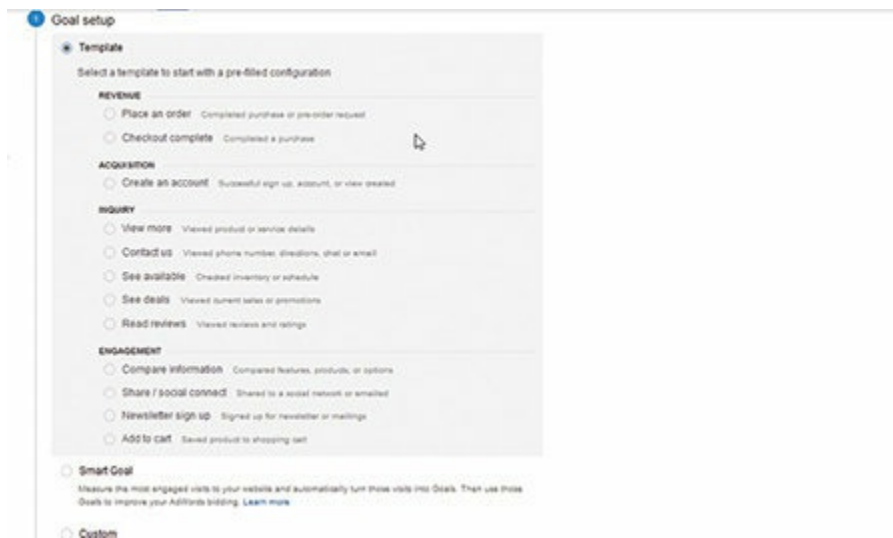 1 Goal setup
Template
Select a template to start with a pre-filled configuration
REVENUE
Place an order Completed purchase or pre-order request
Checkout complete Completed a purchase
ACQUISITION
Create an account Successful sign up, account, or view created
INQUIRY
View more Viewed product or service details
Contact us Viewed phone number, directions, chat or email
See available Checked inventory or schedule
See deals Viewed current sales or promotions
Read reviews Viewed reviews and ratings
ENGAGEMENT
Compare information Compared features, products, or options
Share / social connect Shared to a social network or emailed
Newsletter sign up Signed up for newsletter or mailings
Add to cart Saved product to shopping cart
Smart Goal
Measure the most engaged visits to your website and automatically turn those visits into Goals. Then use those
Goals to improve your AdWords bidding. Learn more
Custom